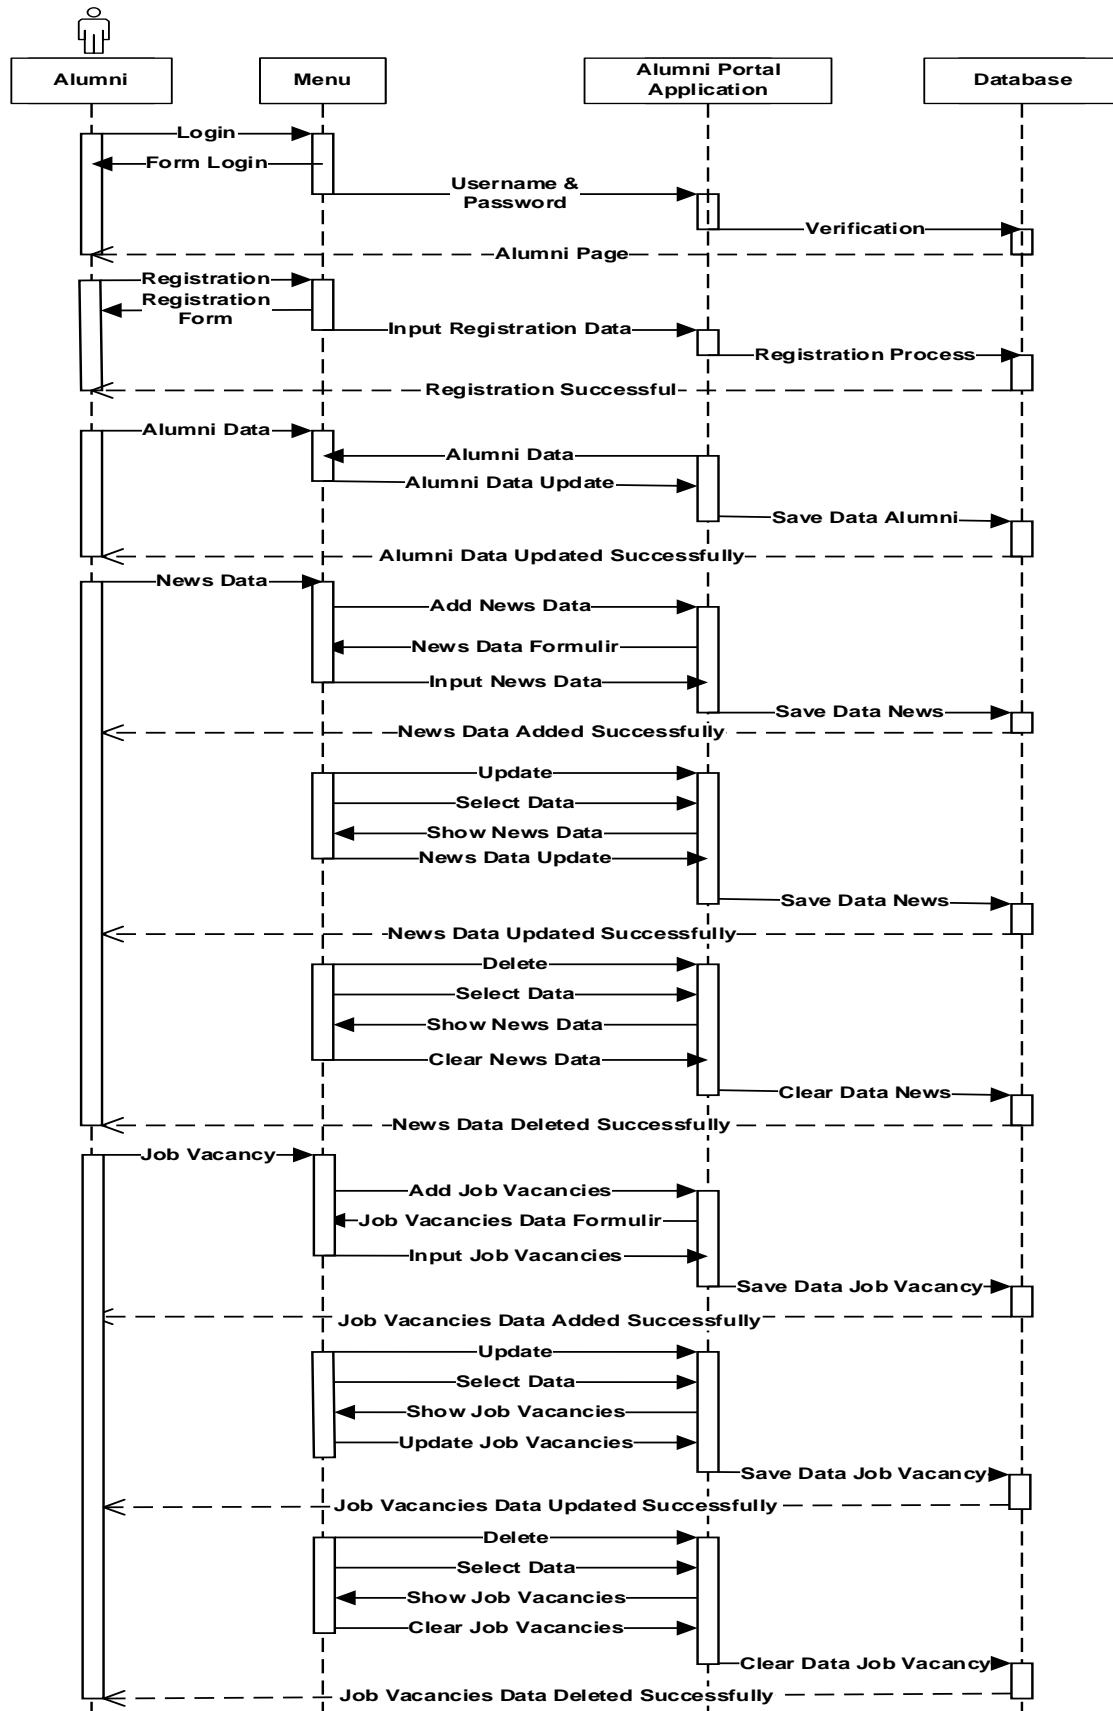 Alumni
Menu
Alumni Portal
Application
Database
Login
Form Login
Username &
Password
Verification
Alumni Page
Registration
Registration
Form
Input Registration Data
Registration Process
Registration Successful
Alumni Data
Alumni Data
Alumni Data Update
Save Data Alumni
Alumni Data Updated Successfully
News Data
Add News Data
News Data Formulir
Input News Data
Save Data News
News Data Added Successfully
Update
Select Data
Show News Data
News Data Update
Save Data News
News Data Updated Successfully
Delete
Select Data
Show News Data
Clear News Data
Clear Data News
News Data Deleted Successfully
Job Vacancy
Add Job Vacancies
Job Vacancies Data Formulir
Input Job Vacancies
Save Data Job Vacancy
Job Vacancies Data Added Successfully
Update
Select Data
Show Job Vacancies
Update Job Vacancies
Save Data Job Vacancy
Job Vacancies Data Updated Successfully
Delete
Select Data
Show Job Vacancies
Clear Job Vacancies
Clear Data Job Vacancy
Job Vacancies Data Deleted Successfully